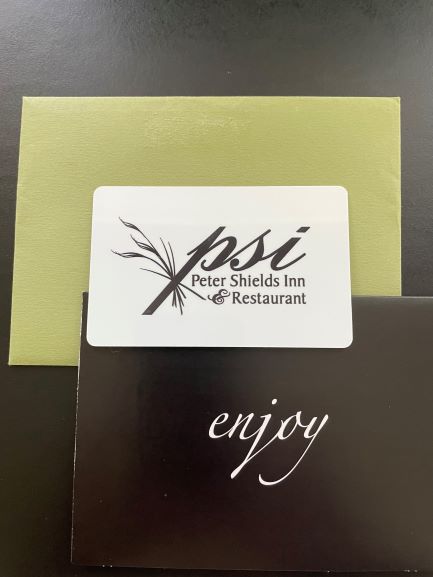 psi
Peter Shields Inn
& Restaurant
enjoy